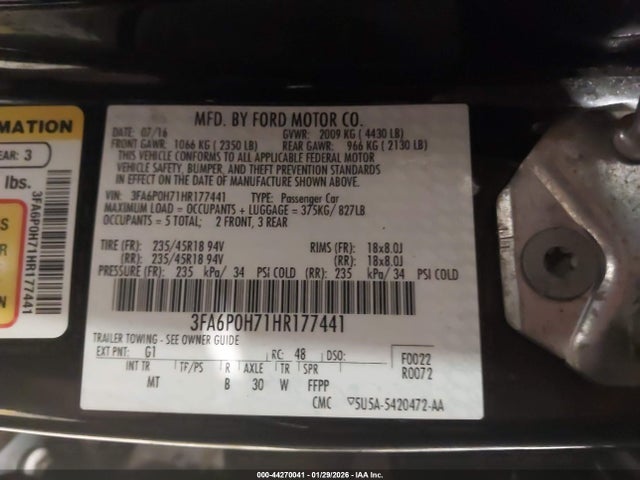 MFD. BY FORD MOTOR CO.
DATE: 07/16 GVWR: 2009 KG ( 4430 LB)
FRONT GAWR: 1066 KG ( 2350 LB) REAR GAWR: 966 KG ( 2130 LB)
THIS VEHICLE CONFORMS TO ALL APPLICABLE FEDERAL MOTOR
VEHICLE SAFETY, BUMPER, AND THEFT PREVENTION STANDARDS
IN EFFECT ON THE DATE OF MANUFACTURE SHOWN ABOVE.
VIN: 3FA6P0H71HR177441 TYPE: Passenger Car
MAXIMUM LOAD = OCCUPANTS + LUGGAGE = 375KG/ 827LB
OCCUPANTS = 5 TOTAL; 2 FRONT, 3 REAR
TIRE (FR): 235/45R18 94V RIMS (FR): 18x8.0J
(RR): 235/45R18 94V (RR): 18x8.0J
PRESSURE (FR): 235 kPa/ 34 PSI COLD (RR): 235 kPa/ 34 PSI COLD
3FA6P0H71HR177441
TRAILER TOWING - SEE OWNER GUIDE
EXT PNT: G1 RC: 48 DSO: F0022
INT TR TF/PS R AXLE TR SPR R0072
MT B 30 W FFPP
CMC ▽5U5A-5420472-AA
MATION
EAR: 3
lbs.
S
R
N
3FA6P0H71HR177441
000-44270041 | 01/29/2026 - IAA, Inc.